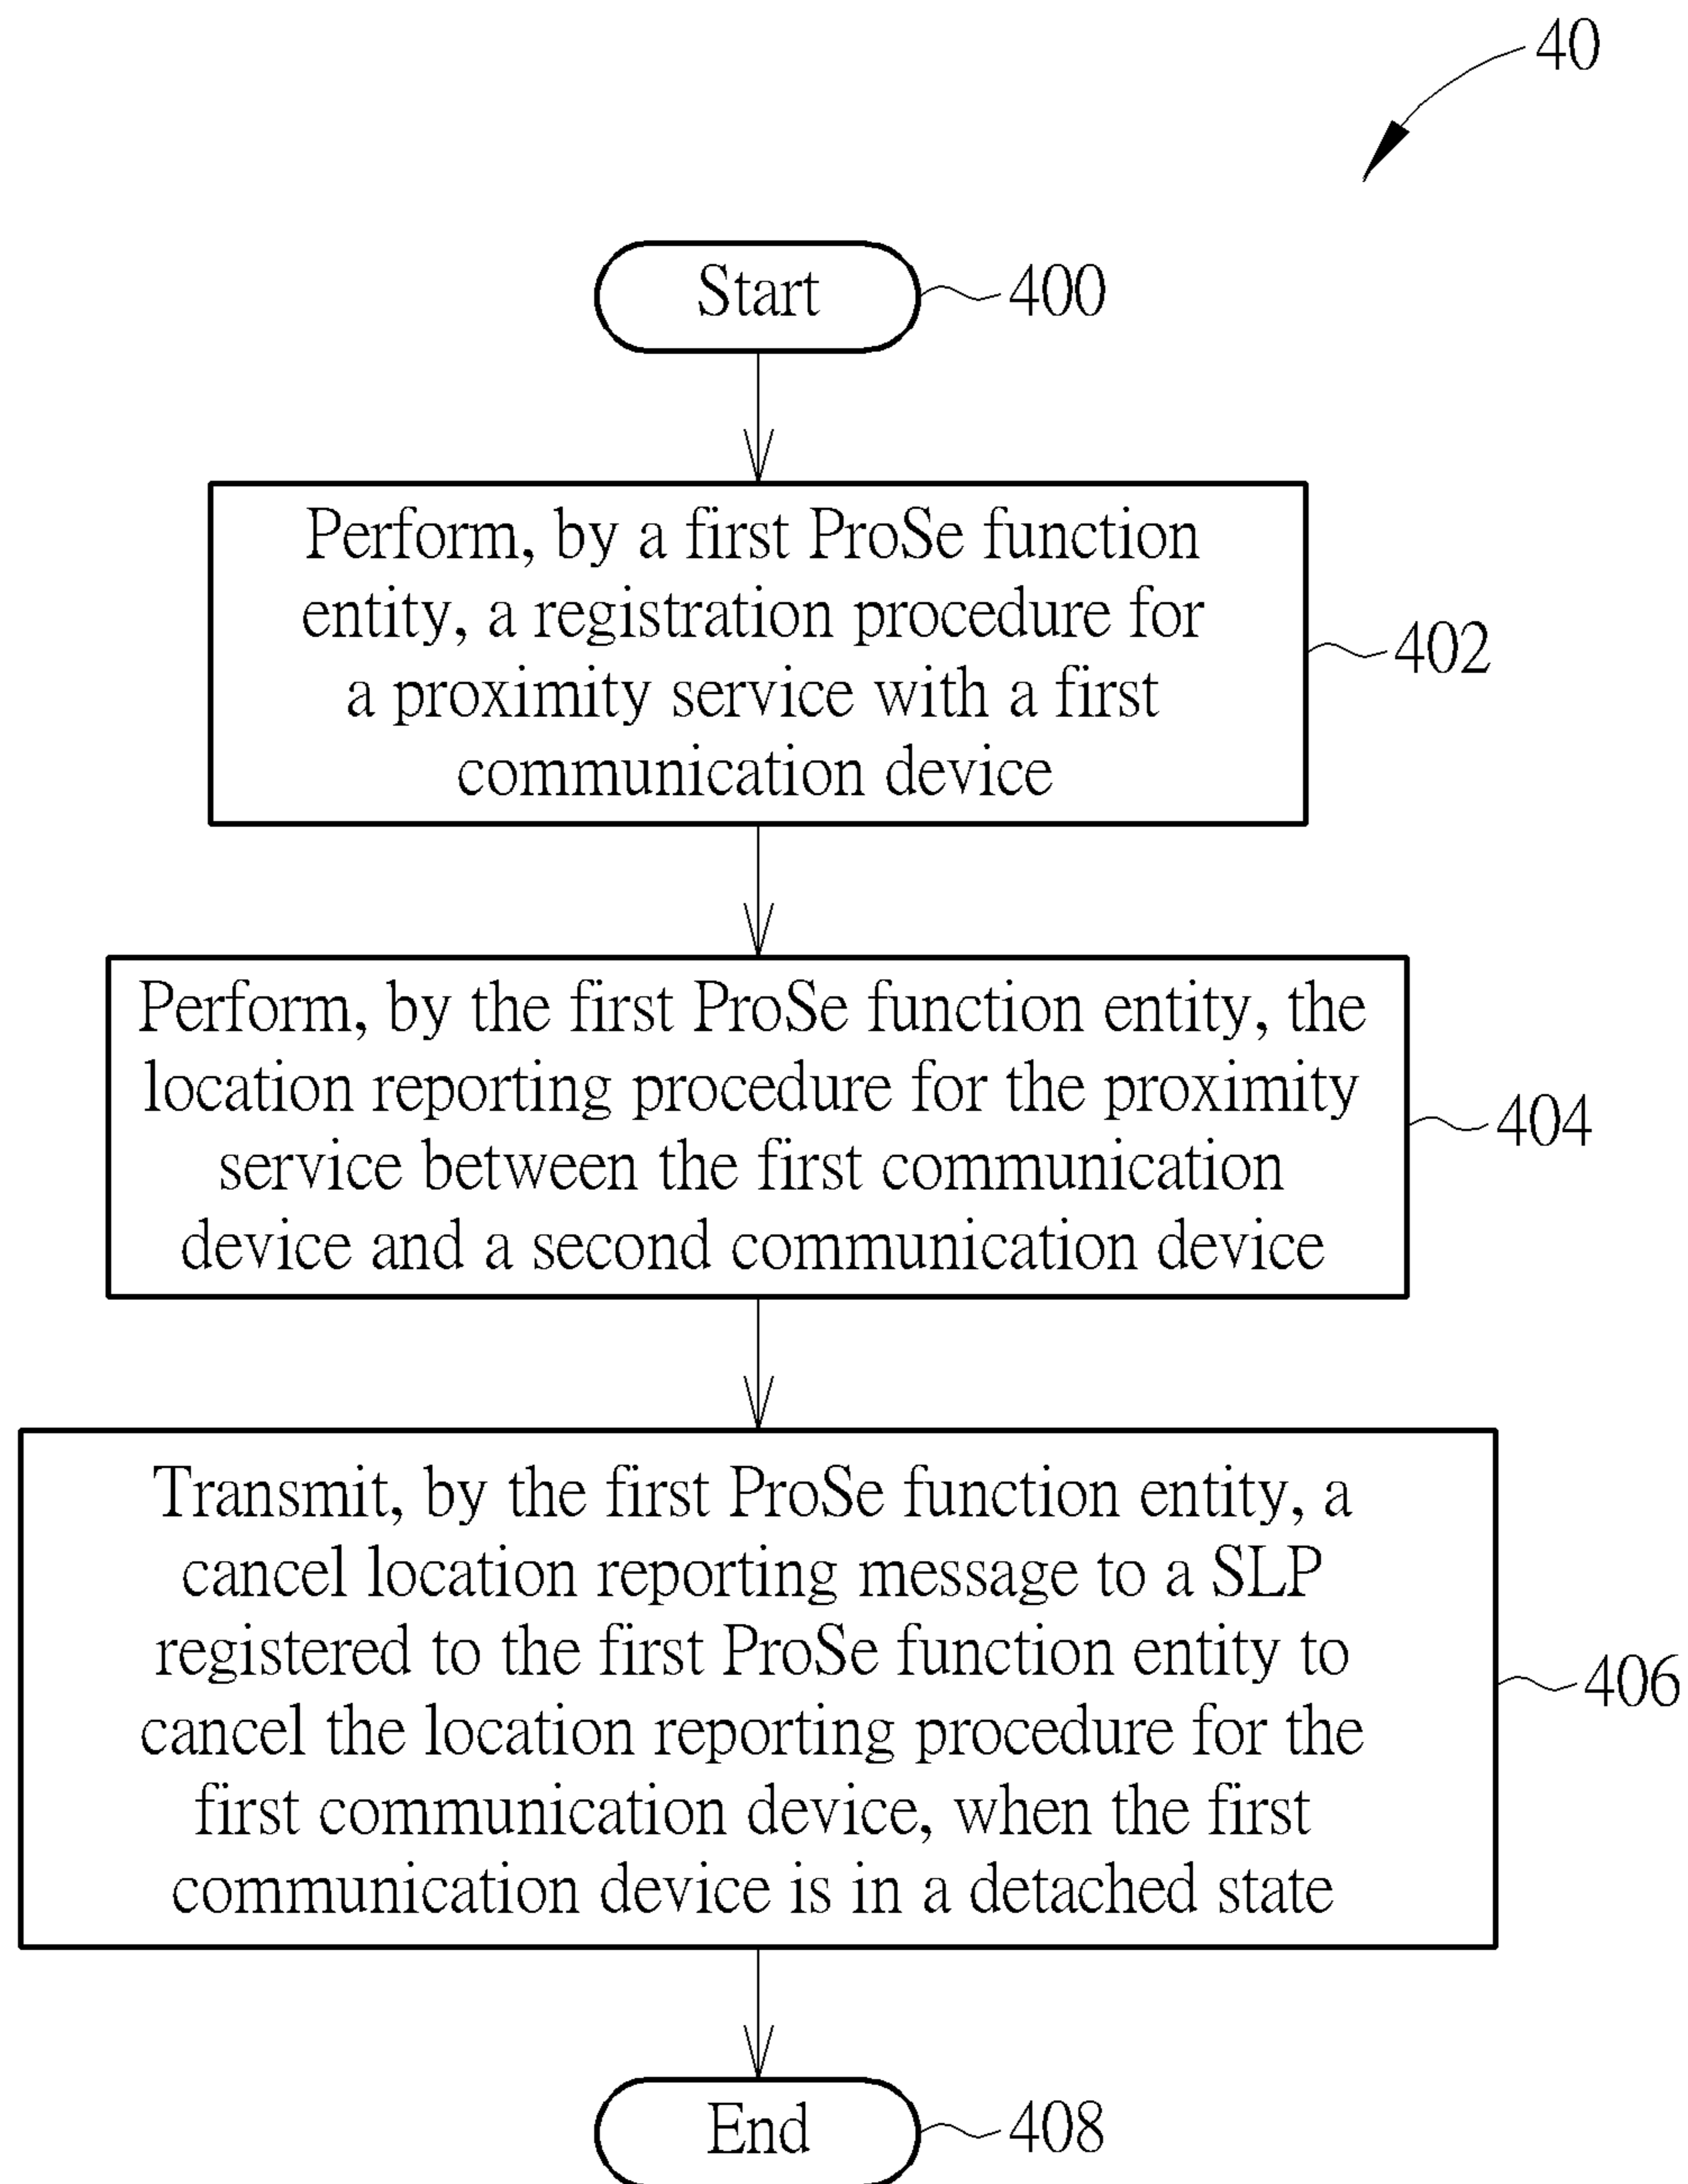 40
Start
400
Perform, by a first ProSe function
entity, a registration procedure for
a proximity service with a first
communication device
402
Perform, by the first ProSe function entity, the
location reporting procedure for the proximity
service between the first communication
device and a second communication device
404
Transmit, by the first ProSe function entity, a
cancel location reporting message to a SLP
registered to the first ProSe function entity to
cancel the location reporting procedure for the
first communication device, when the first
communication device is in a detached state
406
End
408